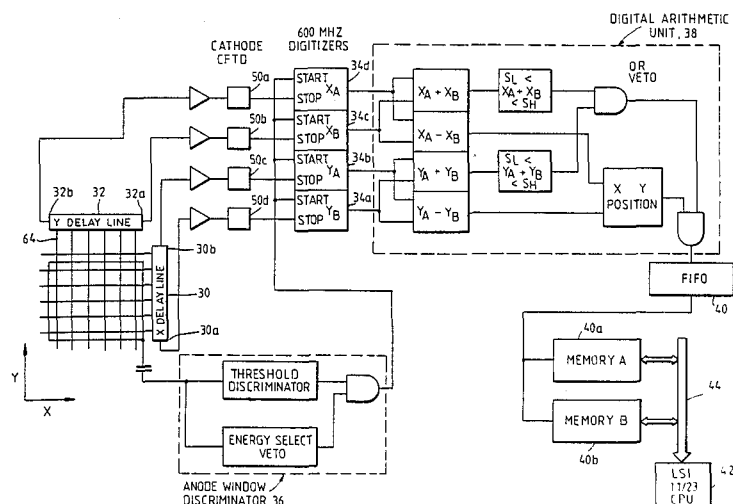 DIGITAL ARITHMETIC
UNIT, 38
600 MHZ
DIGITIZERS
CATHODE
CFTD
50a
START
STOP
XA
34d
XA + XB
SL <
XA + XB
< SH
OR
VETO
50b
START
STOP
XB
34c
XA - XB
50c
START
STOP
YA
34b
YA + YB
SL <
YA + YB
< SH
50d
START
STOP
YB
34a
YA - YB
X Y
POSITION
32b
32
32a
Y DELAY LINE
64
30b
30
X DELAY LINE
30a
FIFO
40
Y
X
THRESHOLD
DISCRIMINATOR
ENERGY SELECT
VETO
ANODE WINDOW
DISCRIMINATOR 36
40a
MEMORY A
MEMORY B
40b
44
LSI
11/23
CPU
42